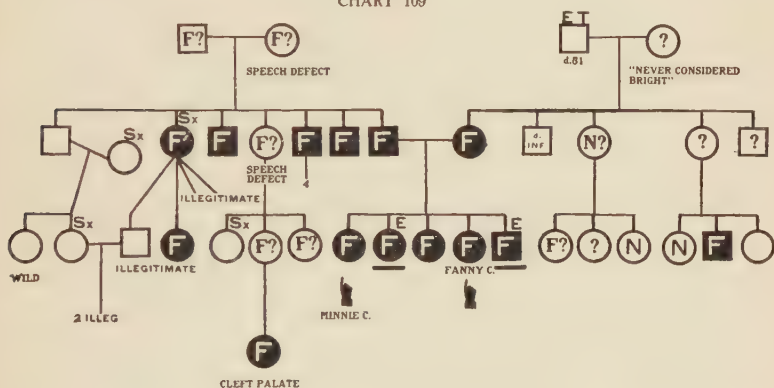 CHART 109
E T
F? F? ?
SPEECH DEFECT d.61 "NEVER CONSIDERED
BRIGHT"
Sx Sx F? F F? F F F F d. INF N? ? ?
SPEECH
DEFECT 4
ILLEGITIMATE
Sx Sx E E
F F? F? F F F F F F? ? N N F
WILD ILLEGITIMATE FANNY C.
2 ILLEG MINNIE C.
F
CLEFT PALATE